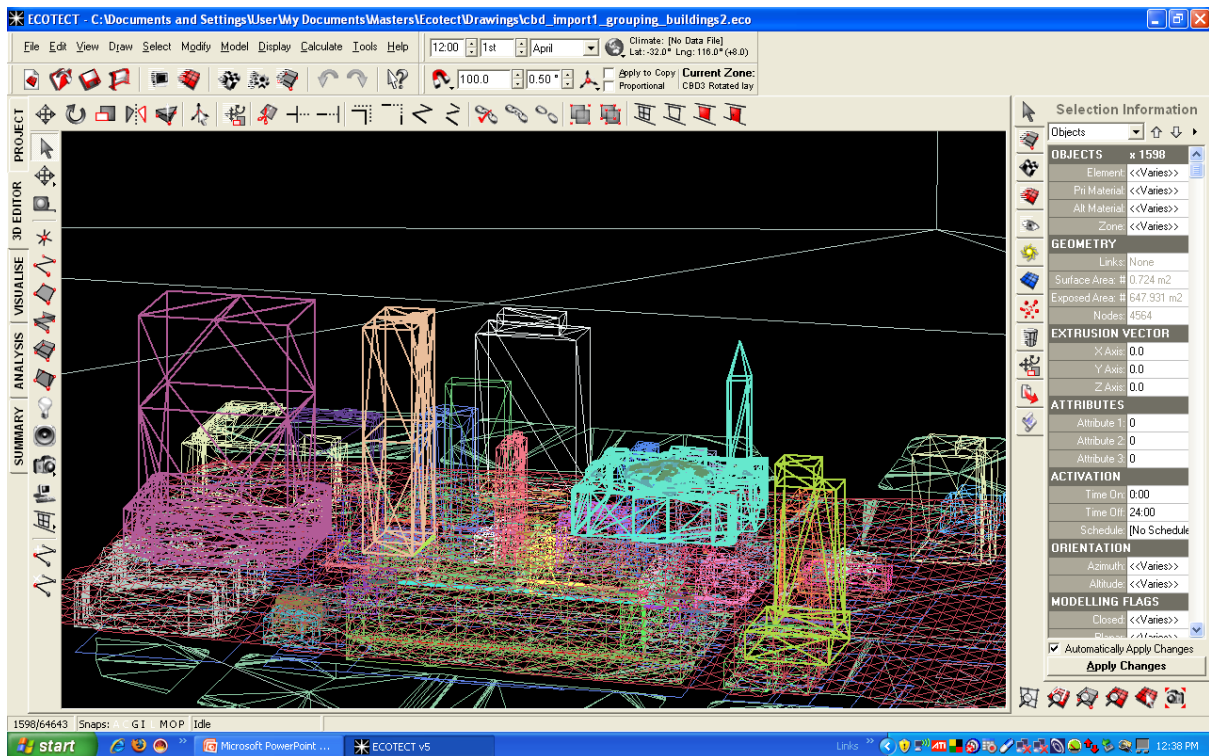 ECOTECT - C:\Documents and Settings\User\My Documents\Masters\Ecotect\Drawings\cbd_import1_grouping_buildings2.eco
File Edit View Draw Select Modify Model Display Calculate Tools Help
12:00 1st April
Climate: [No Data File]
Lat: -32.0° Lng: 116.0° (+8.0)
100.0 0.50°
Apply to Copy
Proportional
Current Zone:
CBD3 Rotated lay
PROJECT
3D EDITOR
VISUALISE
ANALYSIS
SUMMARY
Selection Information
Objects
OBJECTS x 1598
Element: <<Varies>>
Pri Material: <<Varies>>
Alt Material: <<Varies>>
Zone: <<Varies>>
GEOMETRY
Links: None
Surface Area: # 0.724 m2
Exposed Area: # 647.931 m2
Nodes: 4564
EXTRUSION VECTOR
X Axis: 0.0
Y Axis: 0.0
Z Axis: 0.0
ATTRIBUTES
Attribute 1: 0
Attribute 2: 0
Attribute 3: 0
ACTIVATION
Time On: 0:00
Time Off: 24:00
Schedule: [No Schedule
ORIENTATION
Azimuth: <<Varies>>
Altitude: <<Varies>>
MODELLING FLAGS
Closed: <<Varies>>
Automatically Apply Changes
Apply Changes
1598/64643 Snaps: G I M O P Idle
start
Microsoft PowerPoint ...
ECOTECT v5
Links
12:38 PM